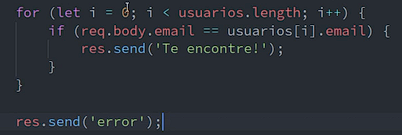 for (let i = 0; i < usuarios.length; i++) {
    if (req.body.email == usuarios[i].email) {
        res.send('Te encontre!');
    }
}

res.send('error');